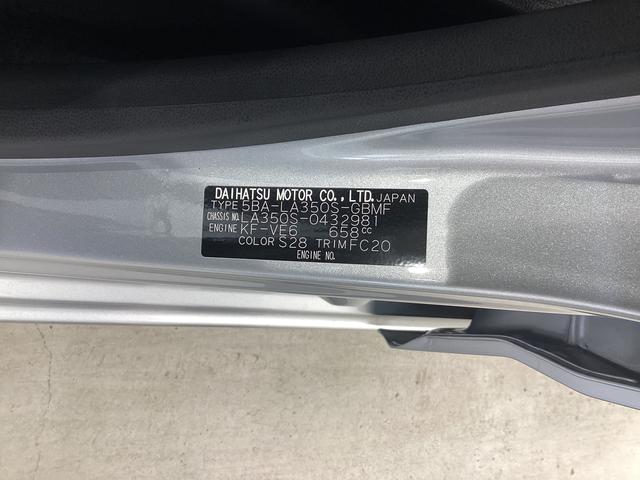 DAIHATSU MOTOR CO.,LTD. JAPAN
TYPE 5BA-LA350S-GBMF
CHASSIS NO. LA350S-0432981
ENGINE KF-VE6 658cc
COLOR S28 TRIM FC20
ENGINE NO.